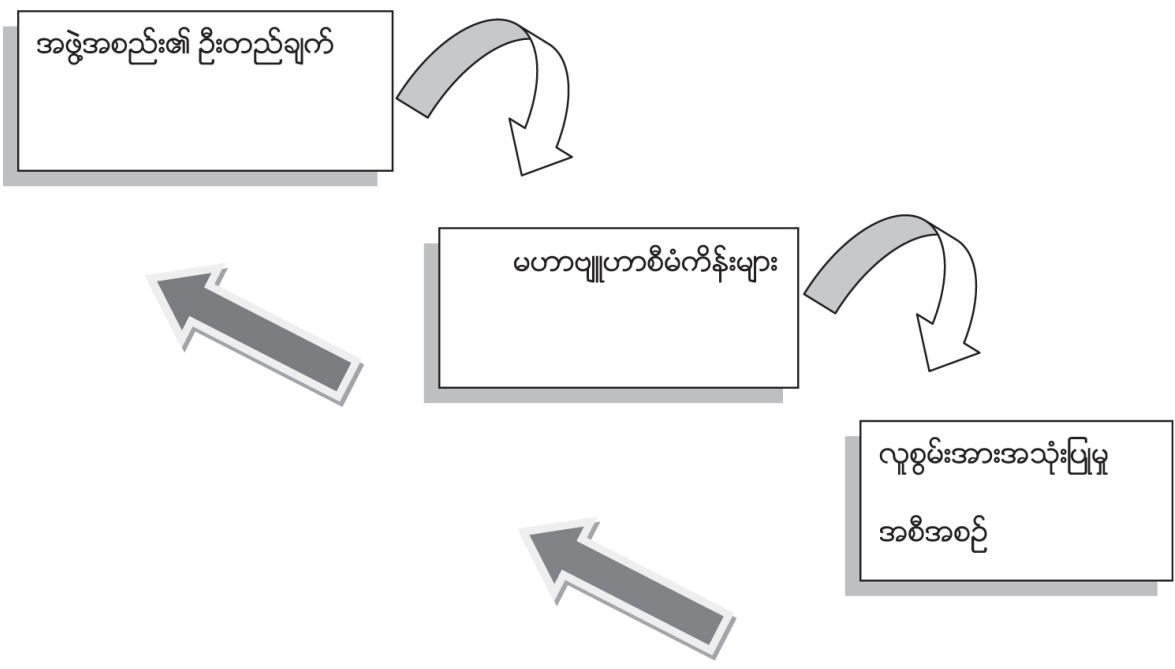 အဖွဲ့အစည်း၏ ဦးတည်ချက်
မဟာဗျူဟာစီမံကိန်းများ
လူစွမ်းအားအသုံးပြုမှု
အစီအစဉ်